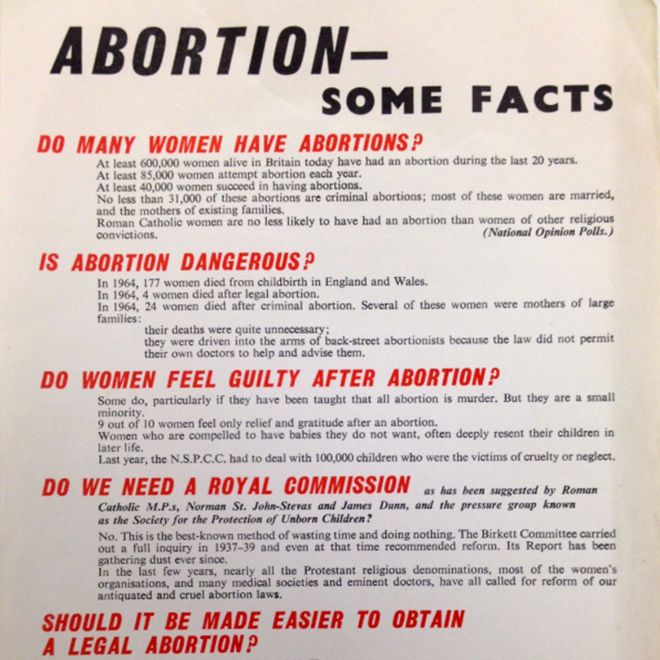 ABORTION—
SOME FACTS
DO MANY WOMEN HAVE ABORTIONS?
At least 600,000 women alive in Britain today have had an abortion during the last 20 years.
At least 85,000 women attempt abortion each year.
At least 40,000 women succeed in having abortions.
No less than 31,000 of these abortions are criminal abortions; most of these women are married,
and the mothers of existing families.
Roman Catholic women are no less likely to have had an abortion than women of other religious
convictions. (National Opinion Polls.)
IS ABORTION DANGEROUS?
In 1964, 177 women died from childbirth in England and Wales.
In 1964, 4 women died after legal abortion.
In 1964, 24 women died after criminal abortion. Several of these women were mothers of large
families:
their deaths were quite unnecessary;
they were driven into the arms of back-street abortionists because the law did not permit
their own doctors to help and advise them.
DO WOMEN FEEL GUILTY AFTER ABORTION?
Some do, particularly if they have been taught that all abortion is murder. But they are a small
minority.
9 out of 10 women feel only relief and gratitude after an abortion.
Women who are compelled to have babies they do not want, often deeply resent their children in
later life.
Last year, the N.S.P.C.C. had to deal with 100,000 children who were the victims of cruelty or neglect.
DO WE NEED A ROYAL COMMISSION as has been suggested by Roman
Catholic M.P.s, Norman St. John-Stevas and James Dunn, and the pressure group known
as the Society for the Protection of Unborn Children?
No. This is the best-known method of wasting time and doing nothing. The Birkett Committee carried
out a full inquiry in 1937-39 and even at that time recommended reform. Its Report has been
gathering dust ever since.
In the last few years, nearly all the Protestant religious denominations, most of the women's
organisations, and many medical societies and eminent doctors, have all called for reform of our
antiquated and cruel abortion laws.
SHOULD IT BE MADE EASIER TO OBTAIN
A LEGAL ABORTION?